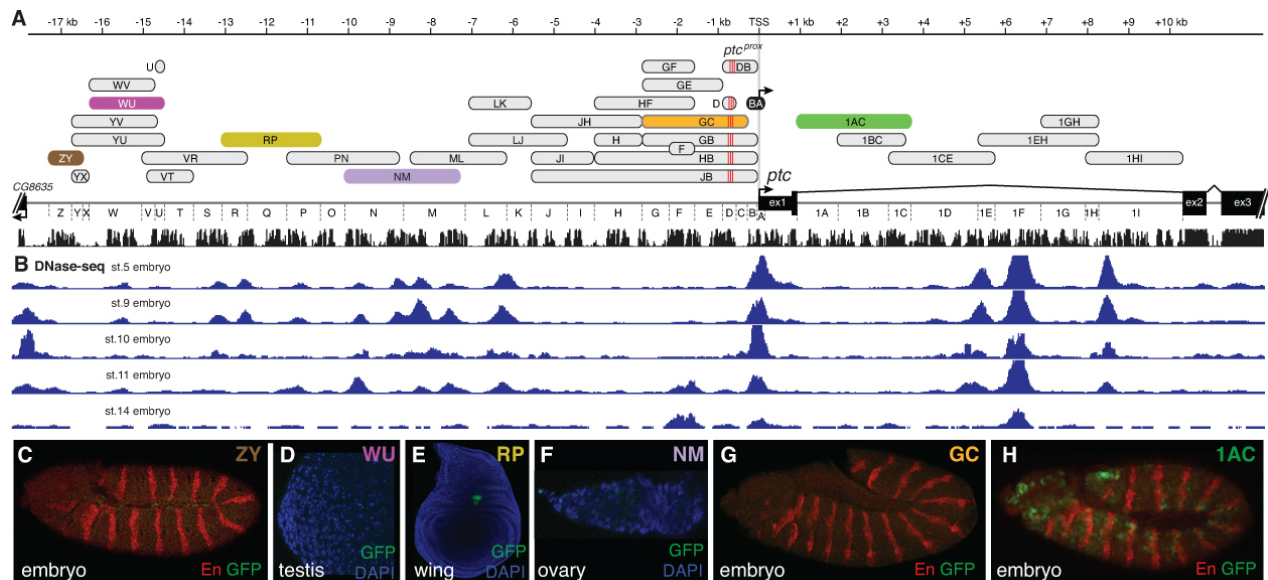 A
-17 kb -16 -15 -14 -13 -12 -11 -10 -9 -8 -7 -6 -5 -4 -3 -2 -1 kb TSS +1 kb +2 +3 +4 +5 +6 +7 +8 +9 +10 kb
ptc prox
U GF DB
WV GE
WU LK HF D BA
YV JH GC 1AC 1GH
YU RP LJ H GB 1BC 1EH
F
ZY VR PN ML JI HB 1CE 1HI
YX VT NM JB
CG8635 ptc
ex1 ex2 ex3
Z Y X W V U T S R Q P O N M L K J I H G F E D C B A 1A 1B 1C 1D 1E 1F 1G 1H 1I
B DNase-seq st.5 embryo
st.9 embryo
st.10 embryo
st.11 embryo
st.14 embryo
C ZY D WU E RP F NM G GC H 1AC
GFP GFP GFP
embryo En GFP testis DAPI wing DAPI ovary DAPI embryo En GFP embryo En GFP